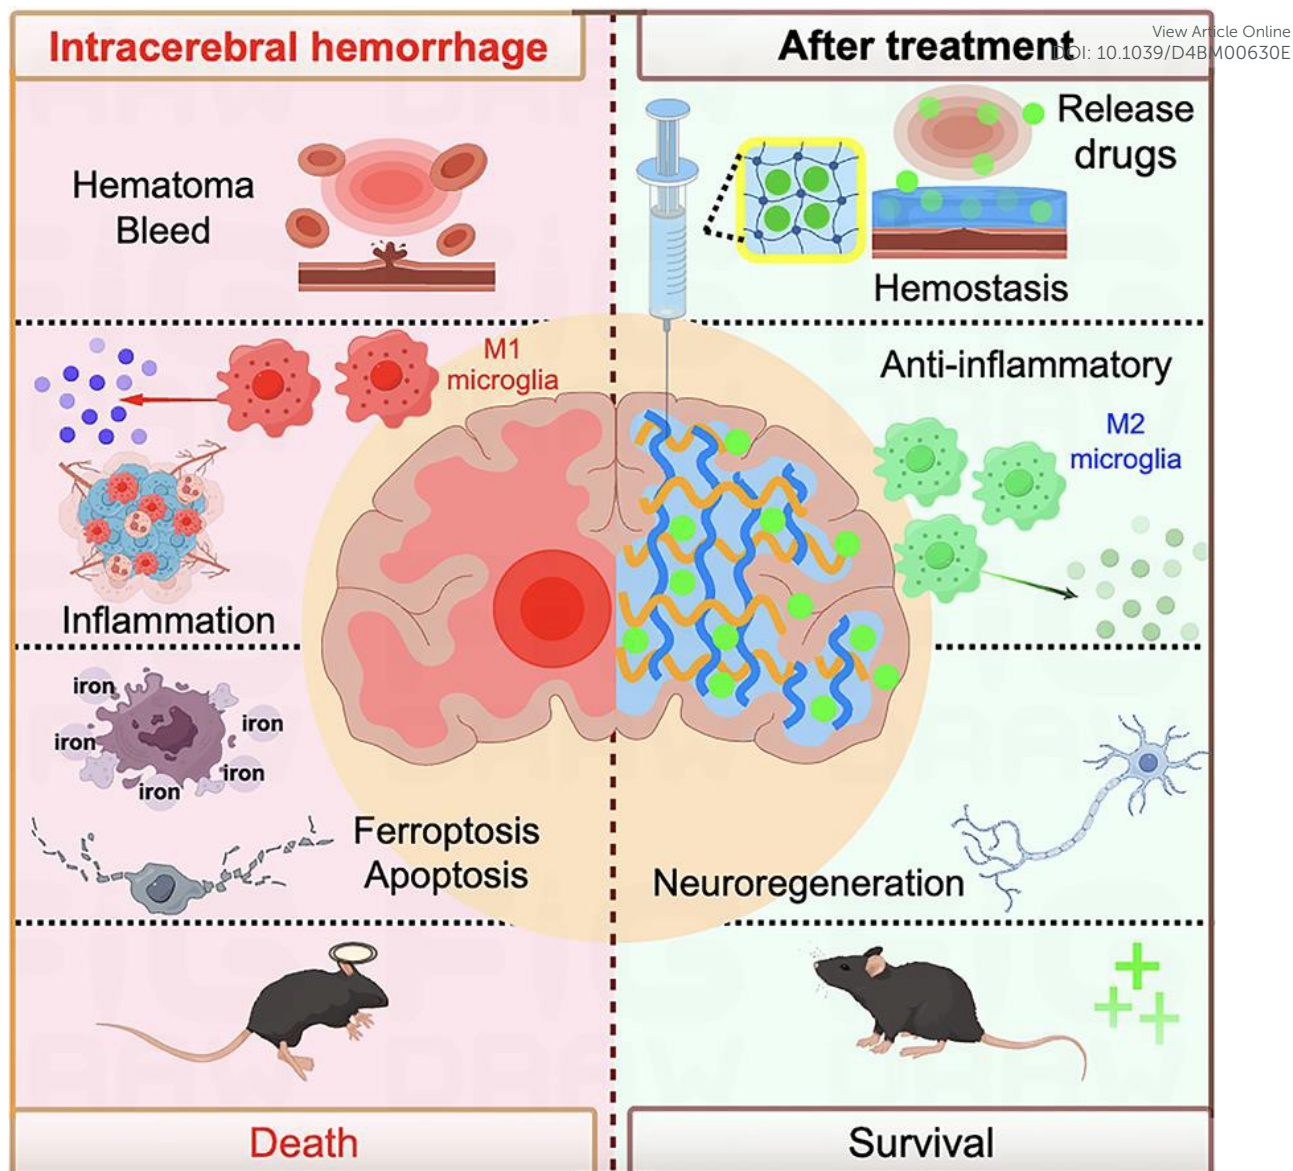 Intracerebral hemorrhage
After treatment
View Article Online
DOI: 10.1039/D4BM00630E
Hematoma
Bleed
Release
drugs
Hemostasis
M1
microglia
Inflammation
Anti-inflammatory
M2
microglia
iron
iron
iron
iron
iron
Ferroptosis
Apoptosis
Neuroregeneration
Death
Survival